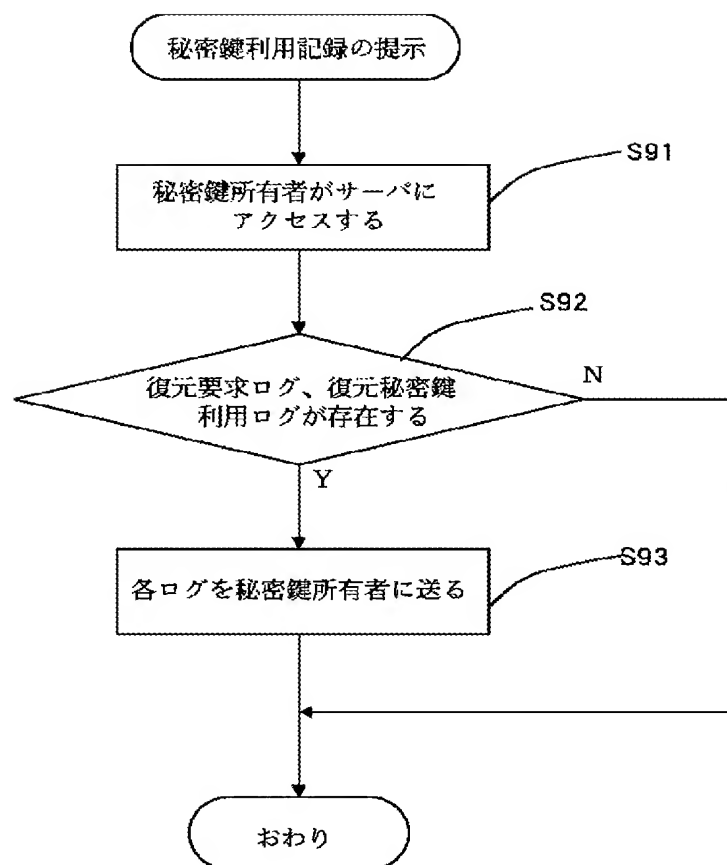 秘密鍵利用記録の提示
S91
秘密鍵所有者がサーバに
アクセスする
S92
復元要求ログ、復元秘密鍵
利用ログが存在する
N
Y
S93
各ログを秘密鍵所有者に送る
おわり